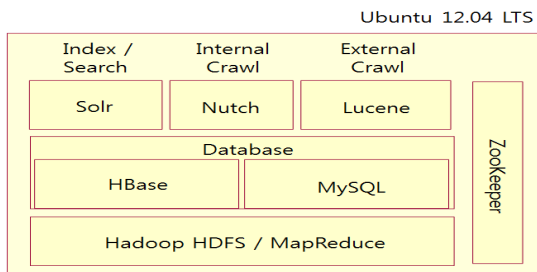 Ubuntu 12.04 LTS
Index /
Search
Internal
Crawl
External
Crawl
Solr
Nutch
Lucene
ZooKeeper
Database
HBase
MySQL
Hadoop HDFS / MapReduce